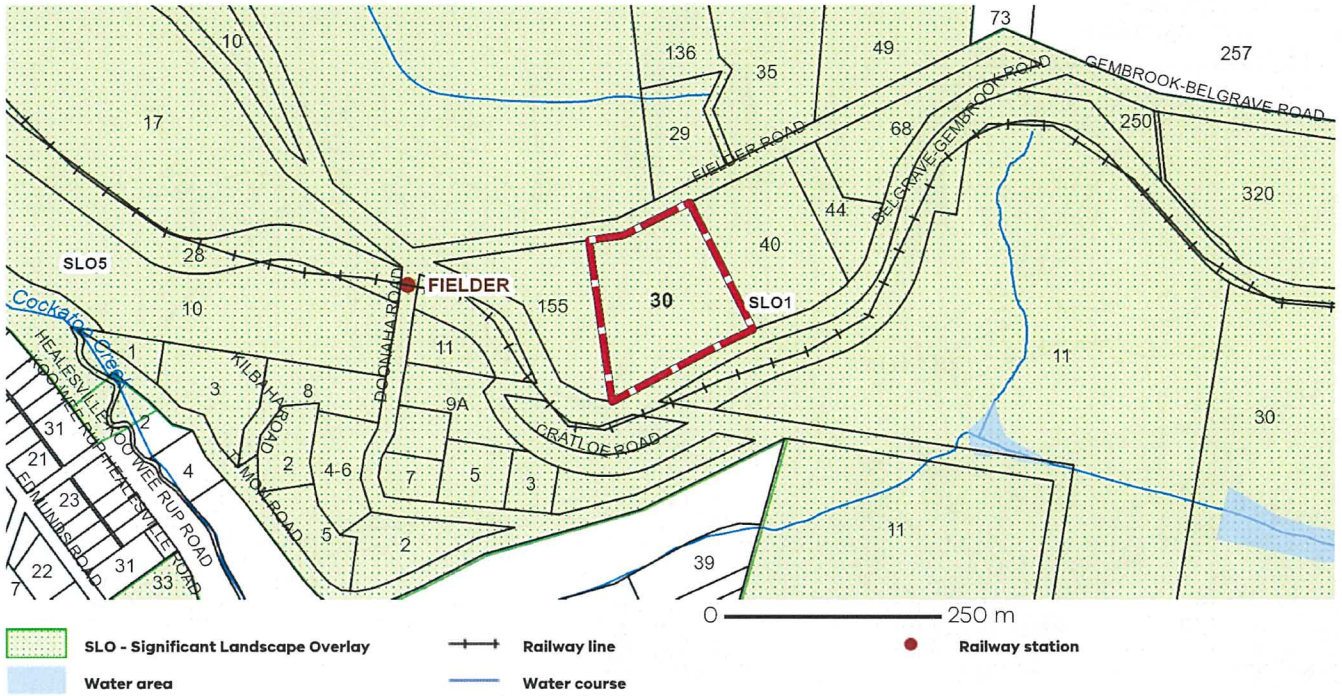 73
10
136
49
257
35
GEMBROOK-BELGRAVE ROAD
17
29
68
250
FIELDER ROAD
BELGRAVE-GEMBROOK ROAD
320
44
40
28
SLO5
FIELDER
155
30
SLO1
10
Cockatoo Creek
DOONAHA ROAD
11
11
1
3
KILBAHA ROAD
8
9A
HEALESVILLE-KOO WEE RUP ROAD
KOO WEE RUP-HEALESVILLE ROAD
2
30
31
CRATLOE ROAD
21
4
2
4-6
7
5
3
23
EDMUNDS ROAD
LIMON ROAD
5
2
11
31
39
22
33
7
0 250 m
SLO - Significant Landscape Overlay
Railway line
Railway station
Water area
Water course